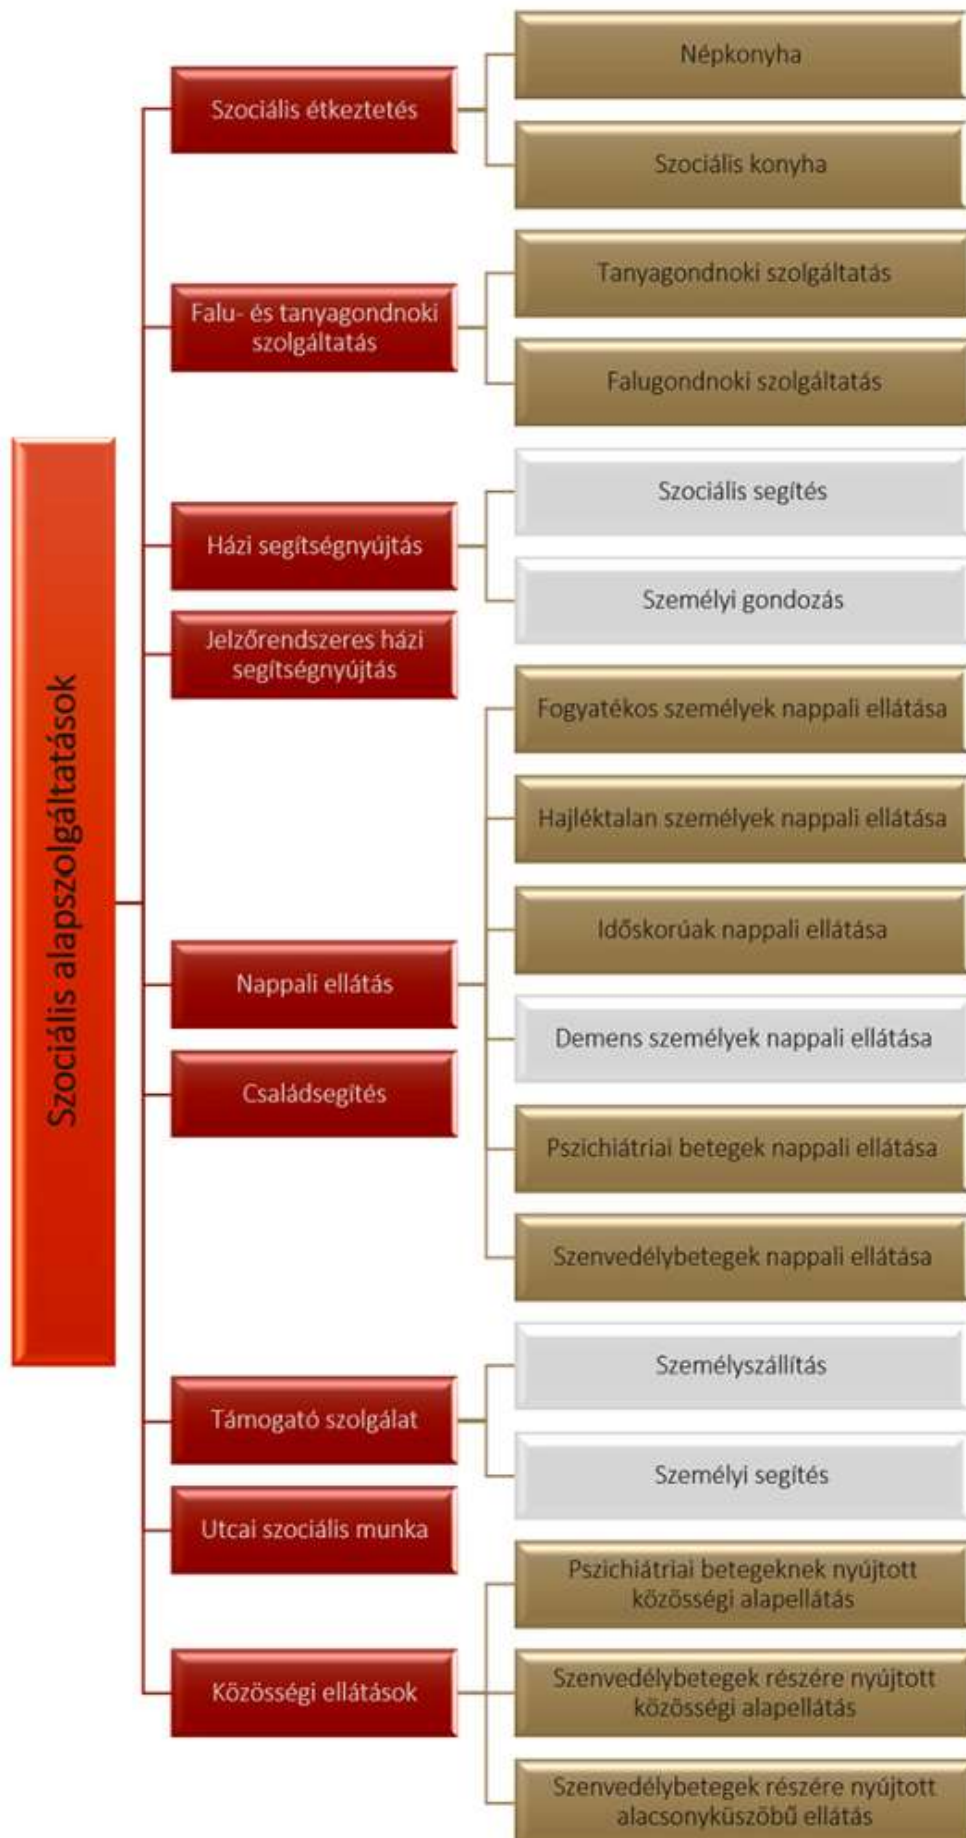 Szociális alapszolgáltatások
Szociális étkeztetés
Népkonyha
Szociális konyha
Falu- és tanyagondnoki
szolgáltatás
Tanyagondnoki szolgáltatás
Falugondnoki szolgáltatás
Házi segítségnyújtás
Szociális segítés
Személyi gondozás
Jelzőrendszeres házi
segítségnyújtás
Nappali ellátás
Fogyatékos személyek nappali ellátása
Hajléktalan személyek nappali ellátása
Időskorúak nappali ellátása
Demens személyek nappali ellátása
Pszichiátriai betegek nappali ellátása
Szenvedélybetegek nappali ellátása
Családsegítés
Támogató szolgálat
Személyszállítás
Személyi segítés
Utcai szociális munka
Közösségi ellátások
Pszichiátriai betegeknek nyújtott
közösségi alapellátás
Szenvedélybetegek részére nyújtott
közösségi alapellátás
Szenvedélybetegek részére nyújtott
alacsonyküszöbű ellátás